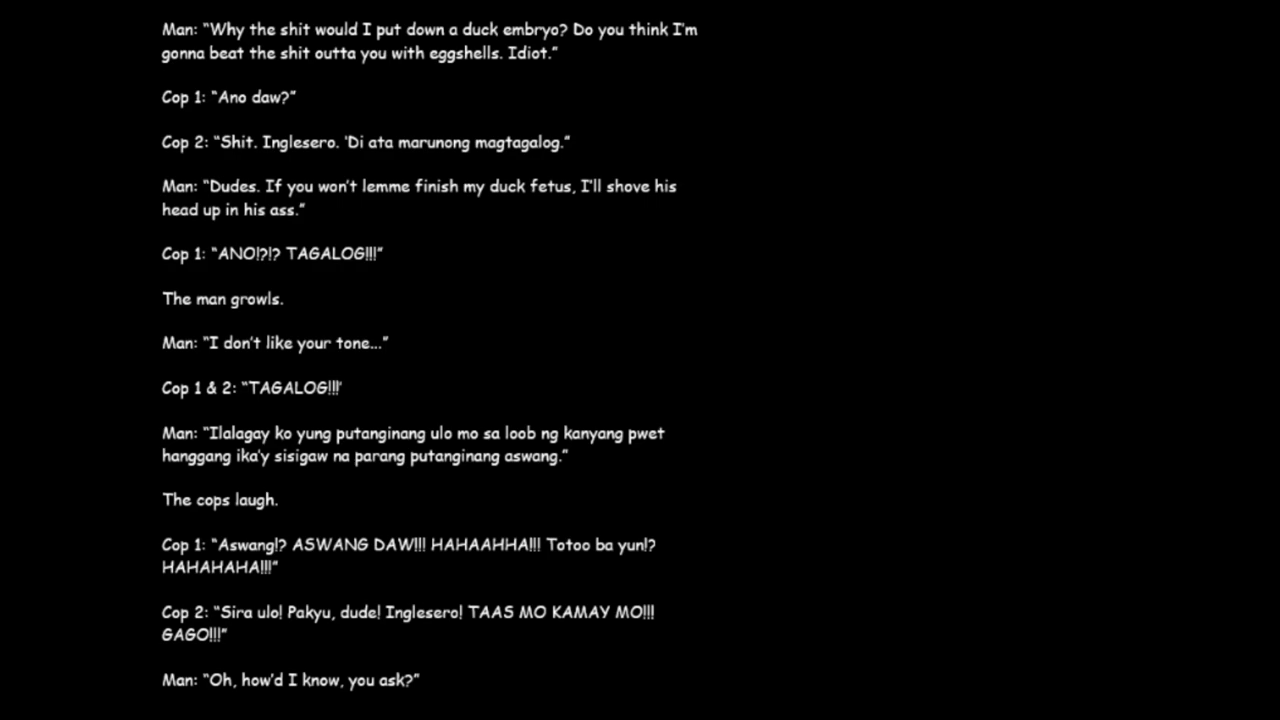 Man: “Why the shit would I put down a duck embryo? Do you think I’m
gonna beat the shit outta you with eggshells. Idiot.”
Cop 1: “Ano daw?”
Cop 2: “Shit. Inglesero. ‘Di ata marunong magtagalog.”
Man: “Dudes. If you won’t lemme finish my duck fetus, I’ll shove his
head up in his ass.”
Cop 1: “ANO!?!? TAGALOG!!!”
The man growls.
Man: “I don’t like your tone...”
Cop 1 & 2: “TAGALOG!!!’
Man: “Ilalagay ko yung putanginang ulo mo sa loob ng kanyang pwet
hanggang ika’y sisigaw na parang putanginang aswang.”
The cops laugh.
Cop 1: “Aswang!? ASWANG DAW!!! HAHAAHHA!!! Totoo ba yun!?
HAHAHAHA!!!”
Cop 2: “Sira ulo! Pakyu, dude! Inglesero! TAAS MO KAMAY MO!!!
GAGO!!!”
Man: “Oh, how’d I know, you ask?”